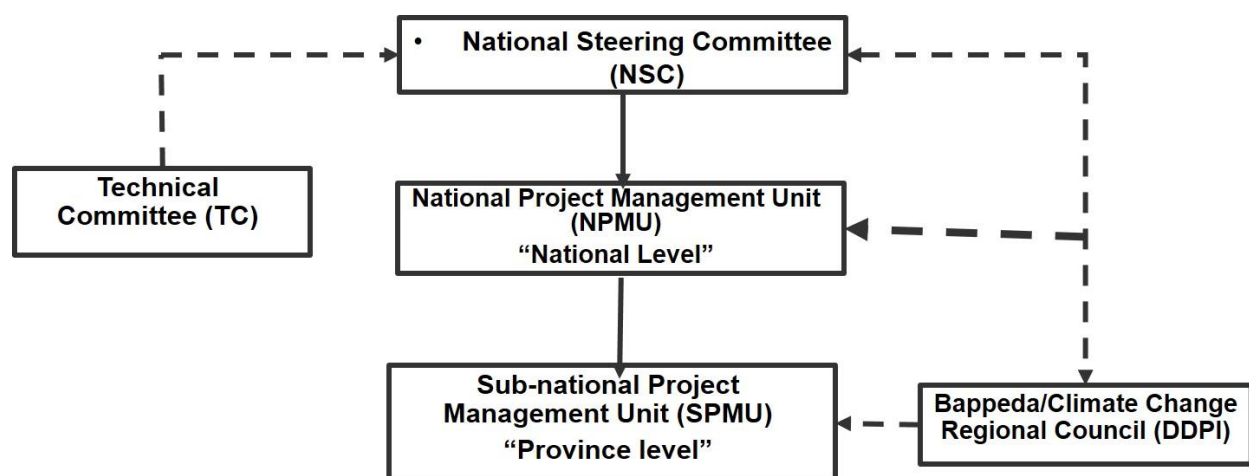 • National Steering Committee
(NSC)
Technical
Committee (TC)
National Project Management Unit
(NPMU)
“National Level”
Sub-national Project
Management Unit (SPMU)
“Province level”
Bappeda/Climate Change
Regional Council (DDPI)